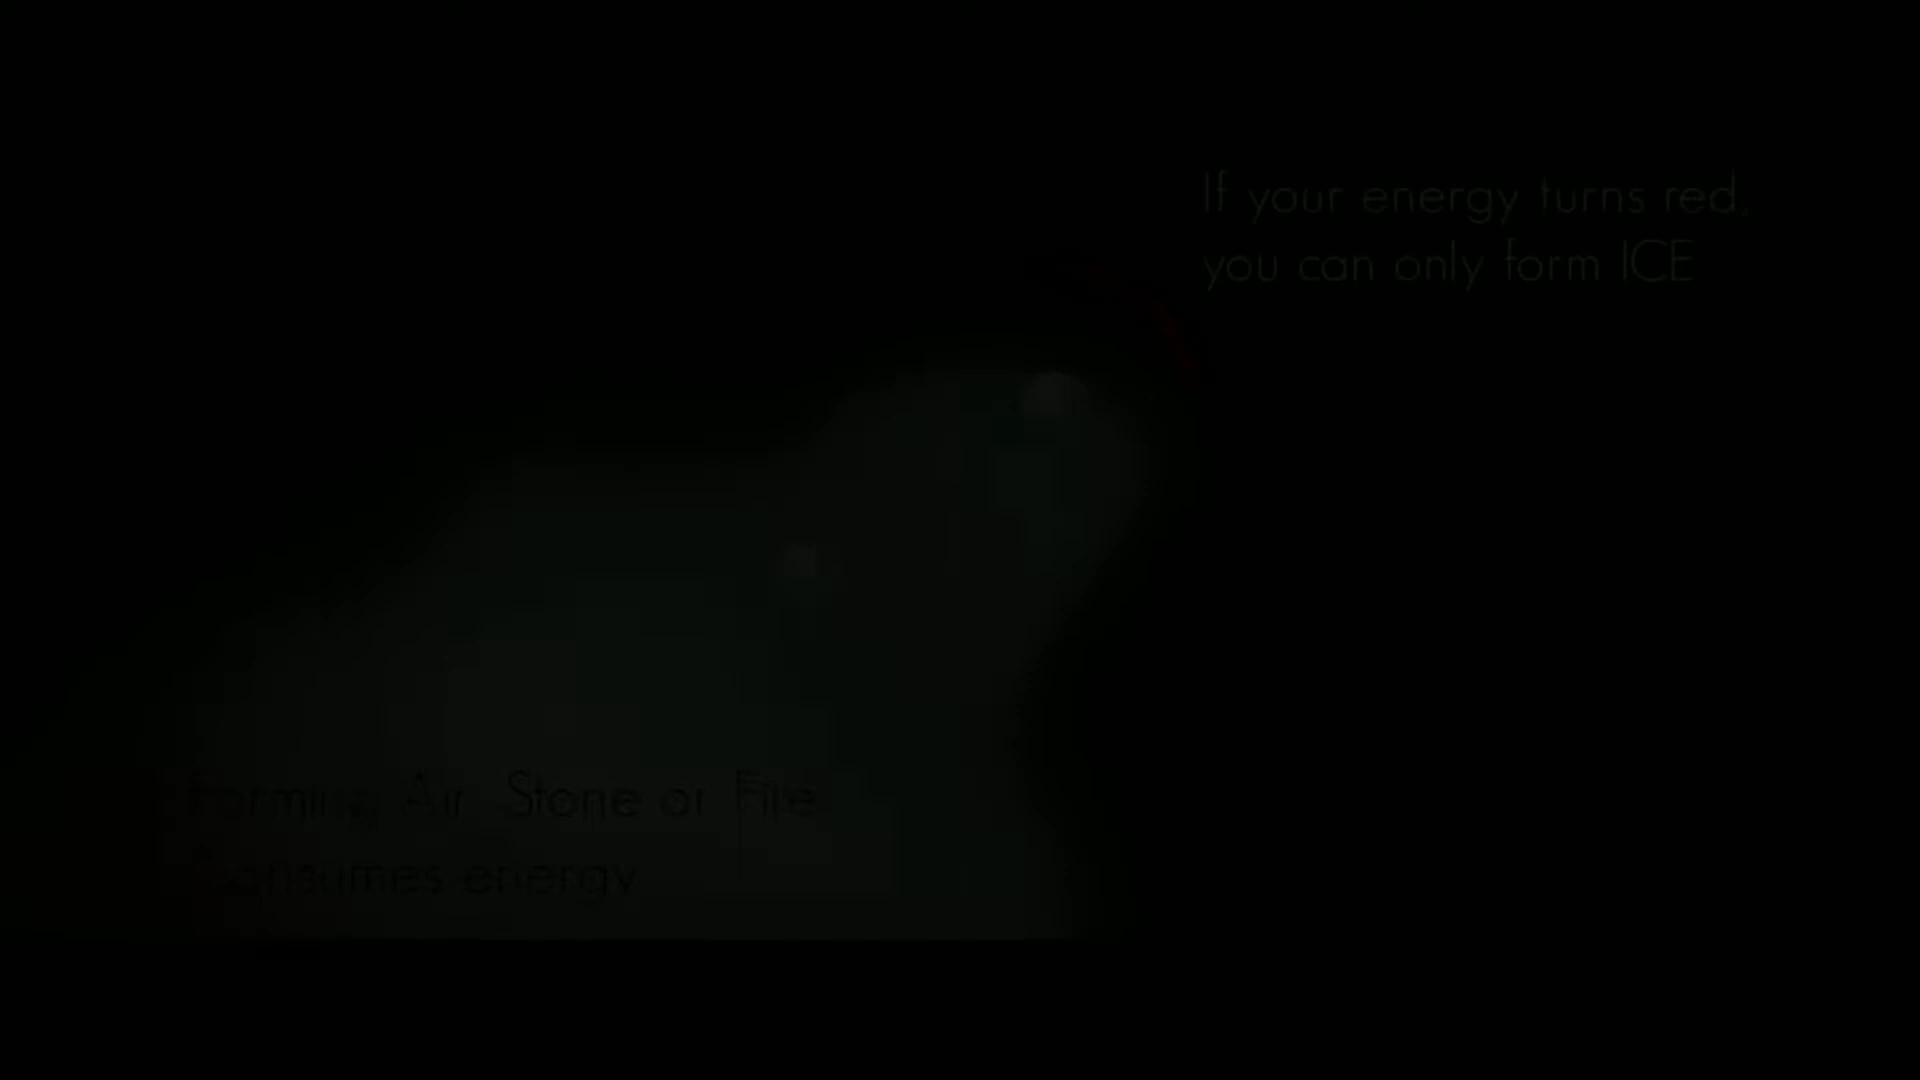 If your energy turns red,
you can only form ICE
Forming Air, Stone or Fire
Consumes energy